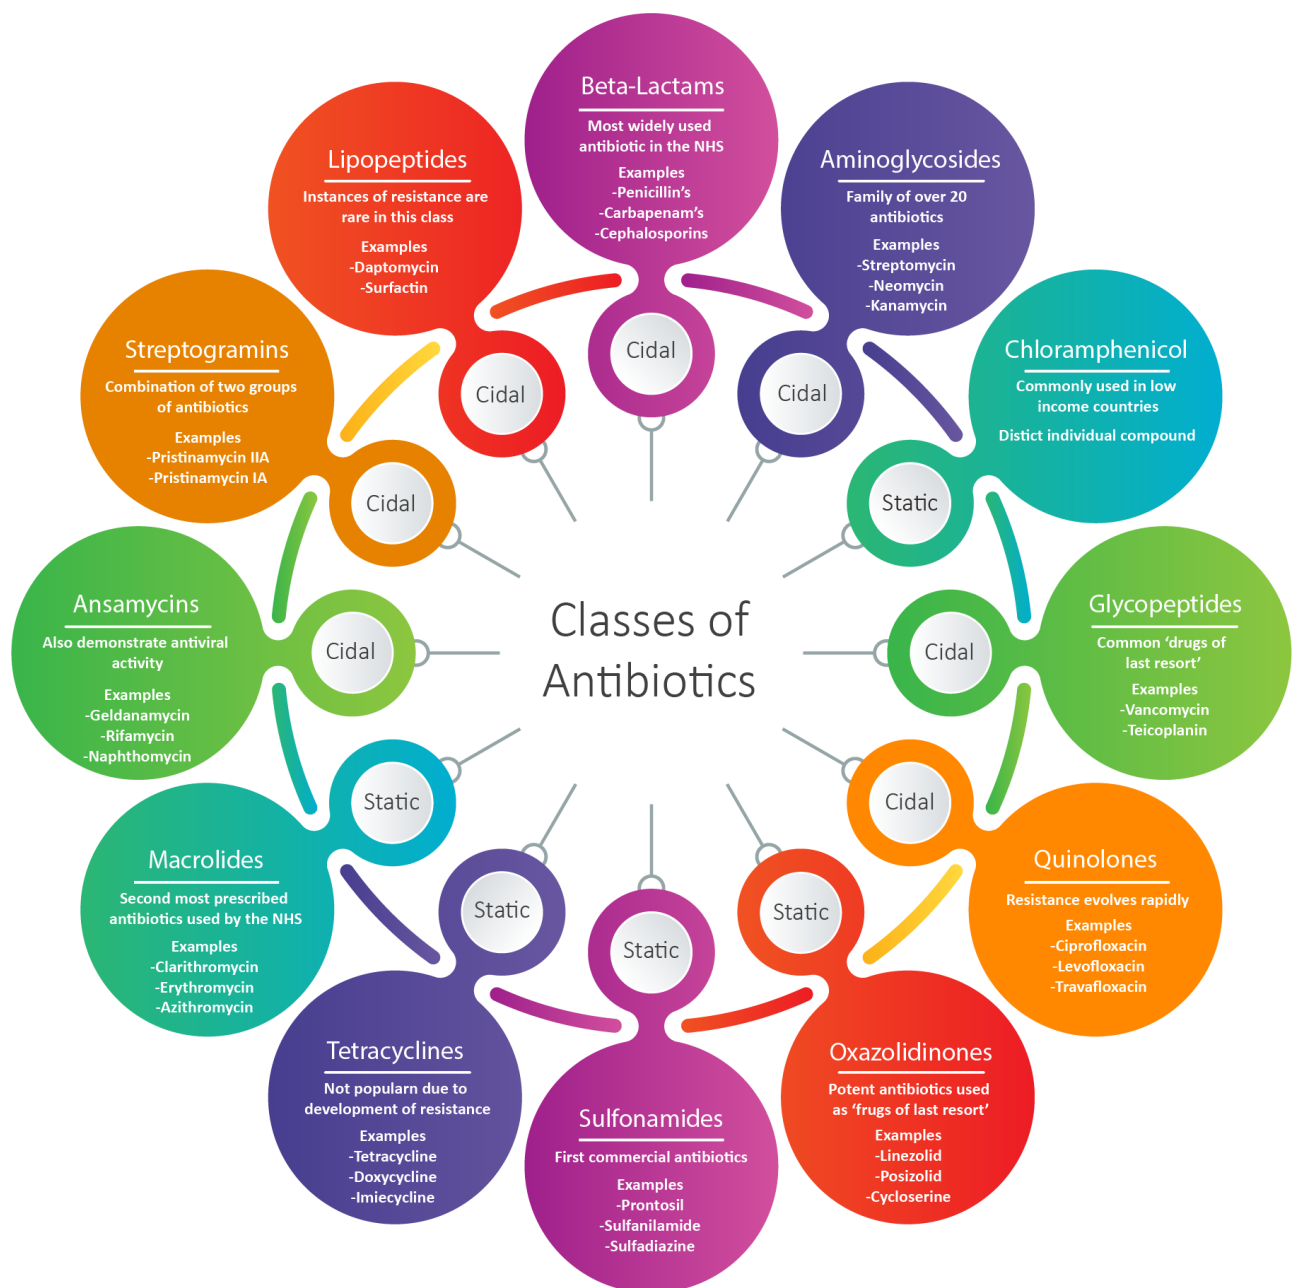 Classes of
Antibiotics
Beta-Lactams
Most widely used
antibiotic in the NHS
Examples
-Penicillin's
-Carbapenam's
-Cephalosporins
Cidal
Aminoglycosides
Family of over 20
antibiotics
Examples
-Streptomycin
-Neomycin
-Kanamycin
Cidal
Chloramphenicol
Commonly used in low
income countries
Distict individual compound
Static
Glycopeptides
Common ‘drugs of
last resort’
Examples
-Vancomycin
-Teicoplanin
Cidal
Quinolones
Resistance evolves rapidly
Examples
-Ciprofloxacin
-Levofloxacin
-Travafloxacin
Cidal
Oxazolidinones
Potent antibiotics used
as ‘frugs of last resort’
Examples
-Linezolid
-Posizolid
-Cycloserine
Static
Sulfonamides
First commercial antibiotics
Examples
-Prontosil
-Sulfanilamide
-Sulfadiazine
Static
Tetracyclines
Not popularn due to
development of resistance
Examples
-Tetracycline
-Doxycycline
-Imiecycline
Static
Macrolides
Second most prescribed
antibiotics used by the NHS
Examples
-Clarithromycin
-Erythromycin
-Azithromycin
Static
Ansamycins
Also demonstrate antiviral
activity
Examples
-Geldanamycin
-Rifamycin
-Naphthomycin
Cidal
Streptogramins
Combination of two groups
of antibiotics
Examples
-Pristinamycin IIA
-Pristinamycin IA
Cidal
Lipopeptides
Instances of resistance are
rare in this class
Examples
-Daptomycin
-Surfactin
Cidal